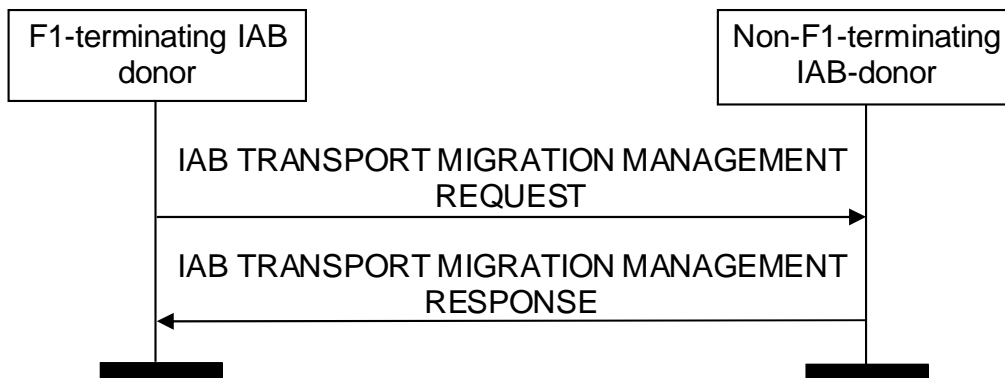 F1-terminating IAB
donor
Non-F1-terminating
IAB-donor
IAB TRANSPORT MIGRATION MANAGEMENT
REQUEST
IAB TRANSPORT MIGRATION MANAGEMENT
RESPONSE